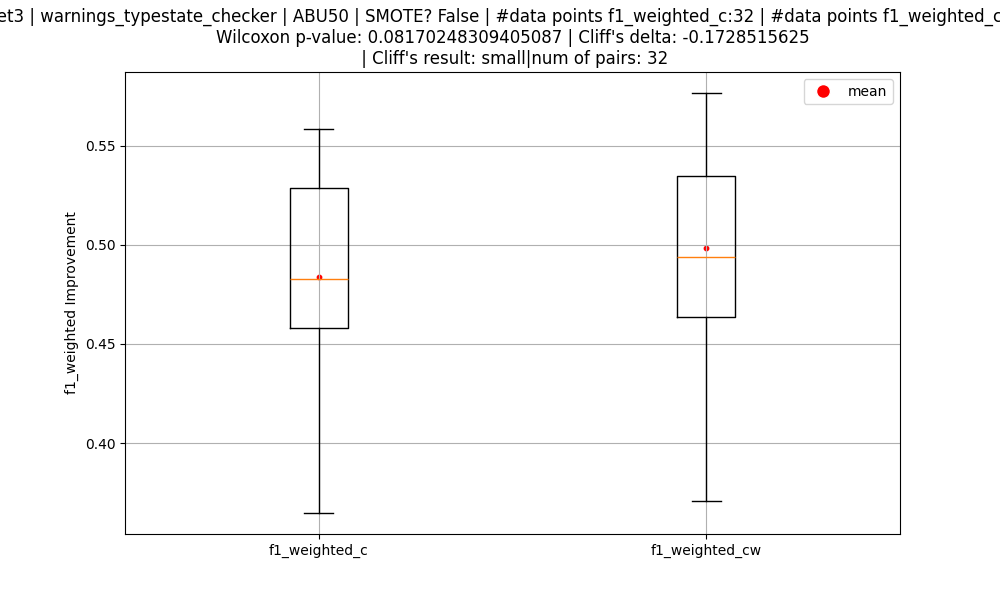 et3 | warnings_typestate_checker | ABU50 | SMOTE? False | #data points f1_weighted_c:32 | #data points f1_weighted_c
Wilcoxon p-value: 0.08170248309405087 | Cliff's delta: -0.1728515625
| Cliff's result: small|num of pairs: 32
mean
0.55
0.50
0.45
0.40
f1_weighted Improvement
f1_weighted_c
f1_weighted_cw